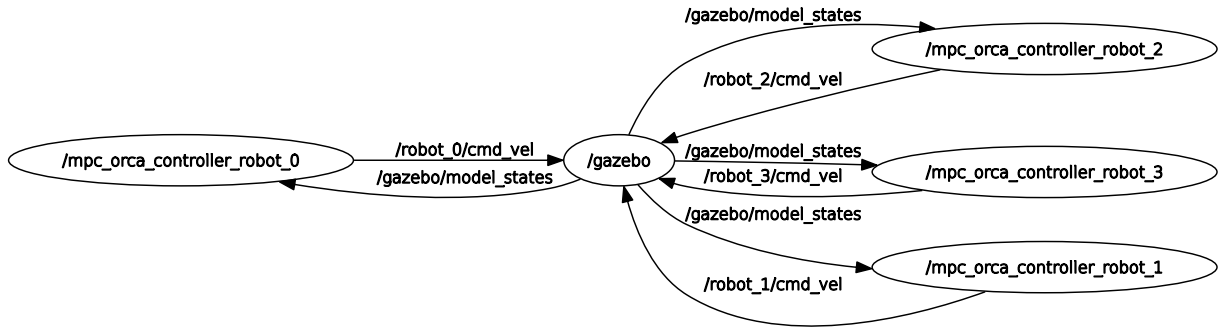 /gazebo/model_states
/mpc_orca_controller_robot_2
/robot_2/cmd_vel
/robot_0/cmd_vel
/gazebo/model_states
/mpc_orca_controller_robot_0
/gazebo
/mpc_orca_controller_robot_3
/gazebo/model_states
/robot_3/cmd_vel
/gazebo/model_states
/mpc_orca_controller_robot_1
/robot_1/cmd_vel